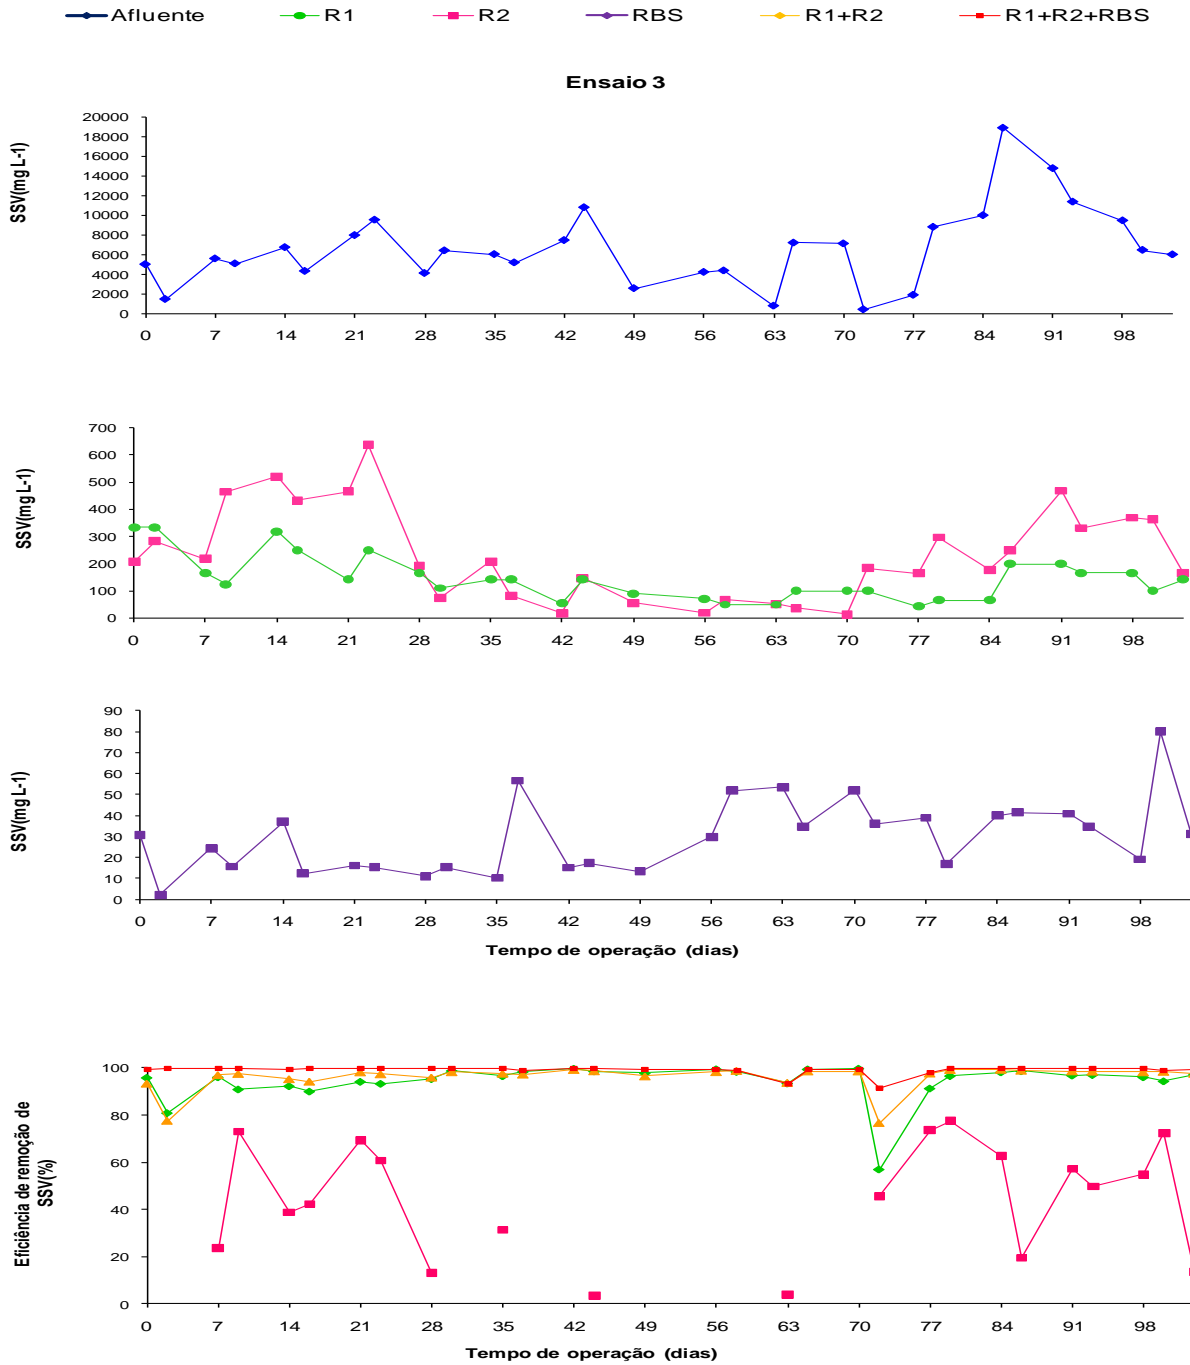 Afluente R1 R2 RBS R1+R2 R1+R2+RBS
Ensaio 3
SSV(mg L-1)
20000
18000
16000
14000
12000
10000
8000
6000
4000
2000
0
0 7 14 21 28 35 42 49 56 63 70 77 84 91 98
SSV(mg L-1)
700
600
500
400
300
200
100
0
0 7 14 21 28 35 42 49 56 63 70 77 84 91 98
SSV(mg L-1)
90
80
70
60
50
40
30
20
10
0
0 7 14 21 28 35 42 49 56 63 70 77 84 91 98
Tempo de operação (dias)
Eficiência de remoção de
SSV(%)
100
80
60
40
20
0
0 7 14 21 28 35 42 49 56 63 70 77 84 91 98
Tempo de operação (dias)